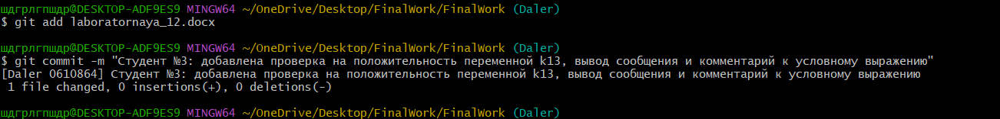 щдгрлгпшдр@DESKTOP-ADF9ES9 MINGW64 ~/OneDrive/Desktop/FinalWork/FinalWork (Daler)
$ git add laboratornaya_12.docx
щдгрлгпшдр@DESKTOP-ADF9ES9 MINGW64 ~/OneDrive/Desktop/FinalWork/FinalWork (Daler)
$ git commit -m "Студент №3: добавлена проверка на положительность переменной k13, вывод сообщения и комментарий к условному выражению"
[Daler 0610864] Студент №3: добавлена проверка на положительность переменной k13, вывод сообщения и комментарий к условному выражению
1 file changed, 0 insertions(+), 0 deletions(-)
щдгрлгпшдр@DESKTOP-ADF9ES9 MINGW64 ~/OneDrive/Desktop/FinalWork/FinalWork (Daler)